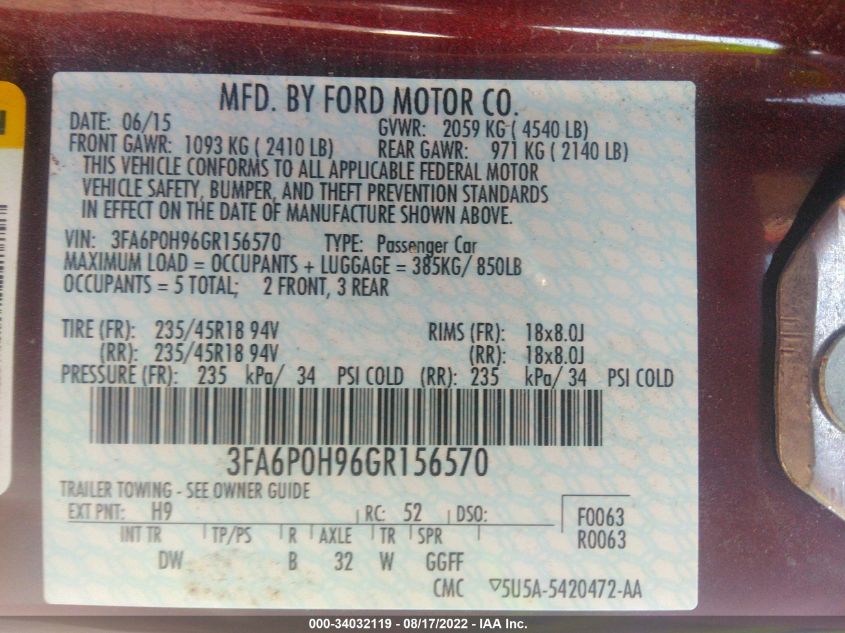 MFD. BY FORD MOTOR CO.
DATE: 06/15 GVWR: 2059 KG ( 4540 LB)
FRONT GAWR: 1093 KG ( 2410 LB) REAR GAWR: 971 KG ( 2140 LB)
THIS VEHICLE CONFORMS TO ALL APPLICABLE FEDERAL MOTOR
VEHICLE SAFETY, BUMPER, AND THEFT PREVENTION STANDARDS
IN EFFECT ON THE DATE OF MANUFACTURE SHOWN ABOVE.
VIN: 3FA6P0H96GR156570 TYPE: Passenger Car
MAXIMUM LOAD = OCCUPANTS + LUGGAGE = 385KG/ 850LB
OCCUPANTS = 5 TOTAL; 2 FRONT, 3 REAR
TIRE (FR): 235/45R18 94V RIMS (FR): 18x8.0J
(RR): 235/45R18 94V (RR): 18x8.0J
PRESSURE (FR): 235 kPa/ 34 PSI COLD (RR): 235 kPa/ 34 PSI COLD
3FA6P0H96GR156570
TRAILER TOWING - SEE OWNER GUIDE
EXT PNT: H9 RC: 52 DSO: F0063
INT TR TP/PS R AXLE TR SPR R0063
DW B 32 W GGFF
CMC 5U5A-5420472-AA
000-34032119 - 08/17/2022 - IAA Inc.